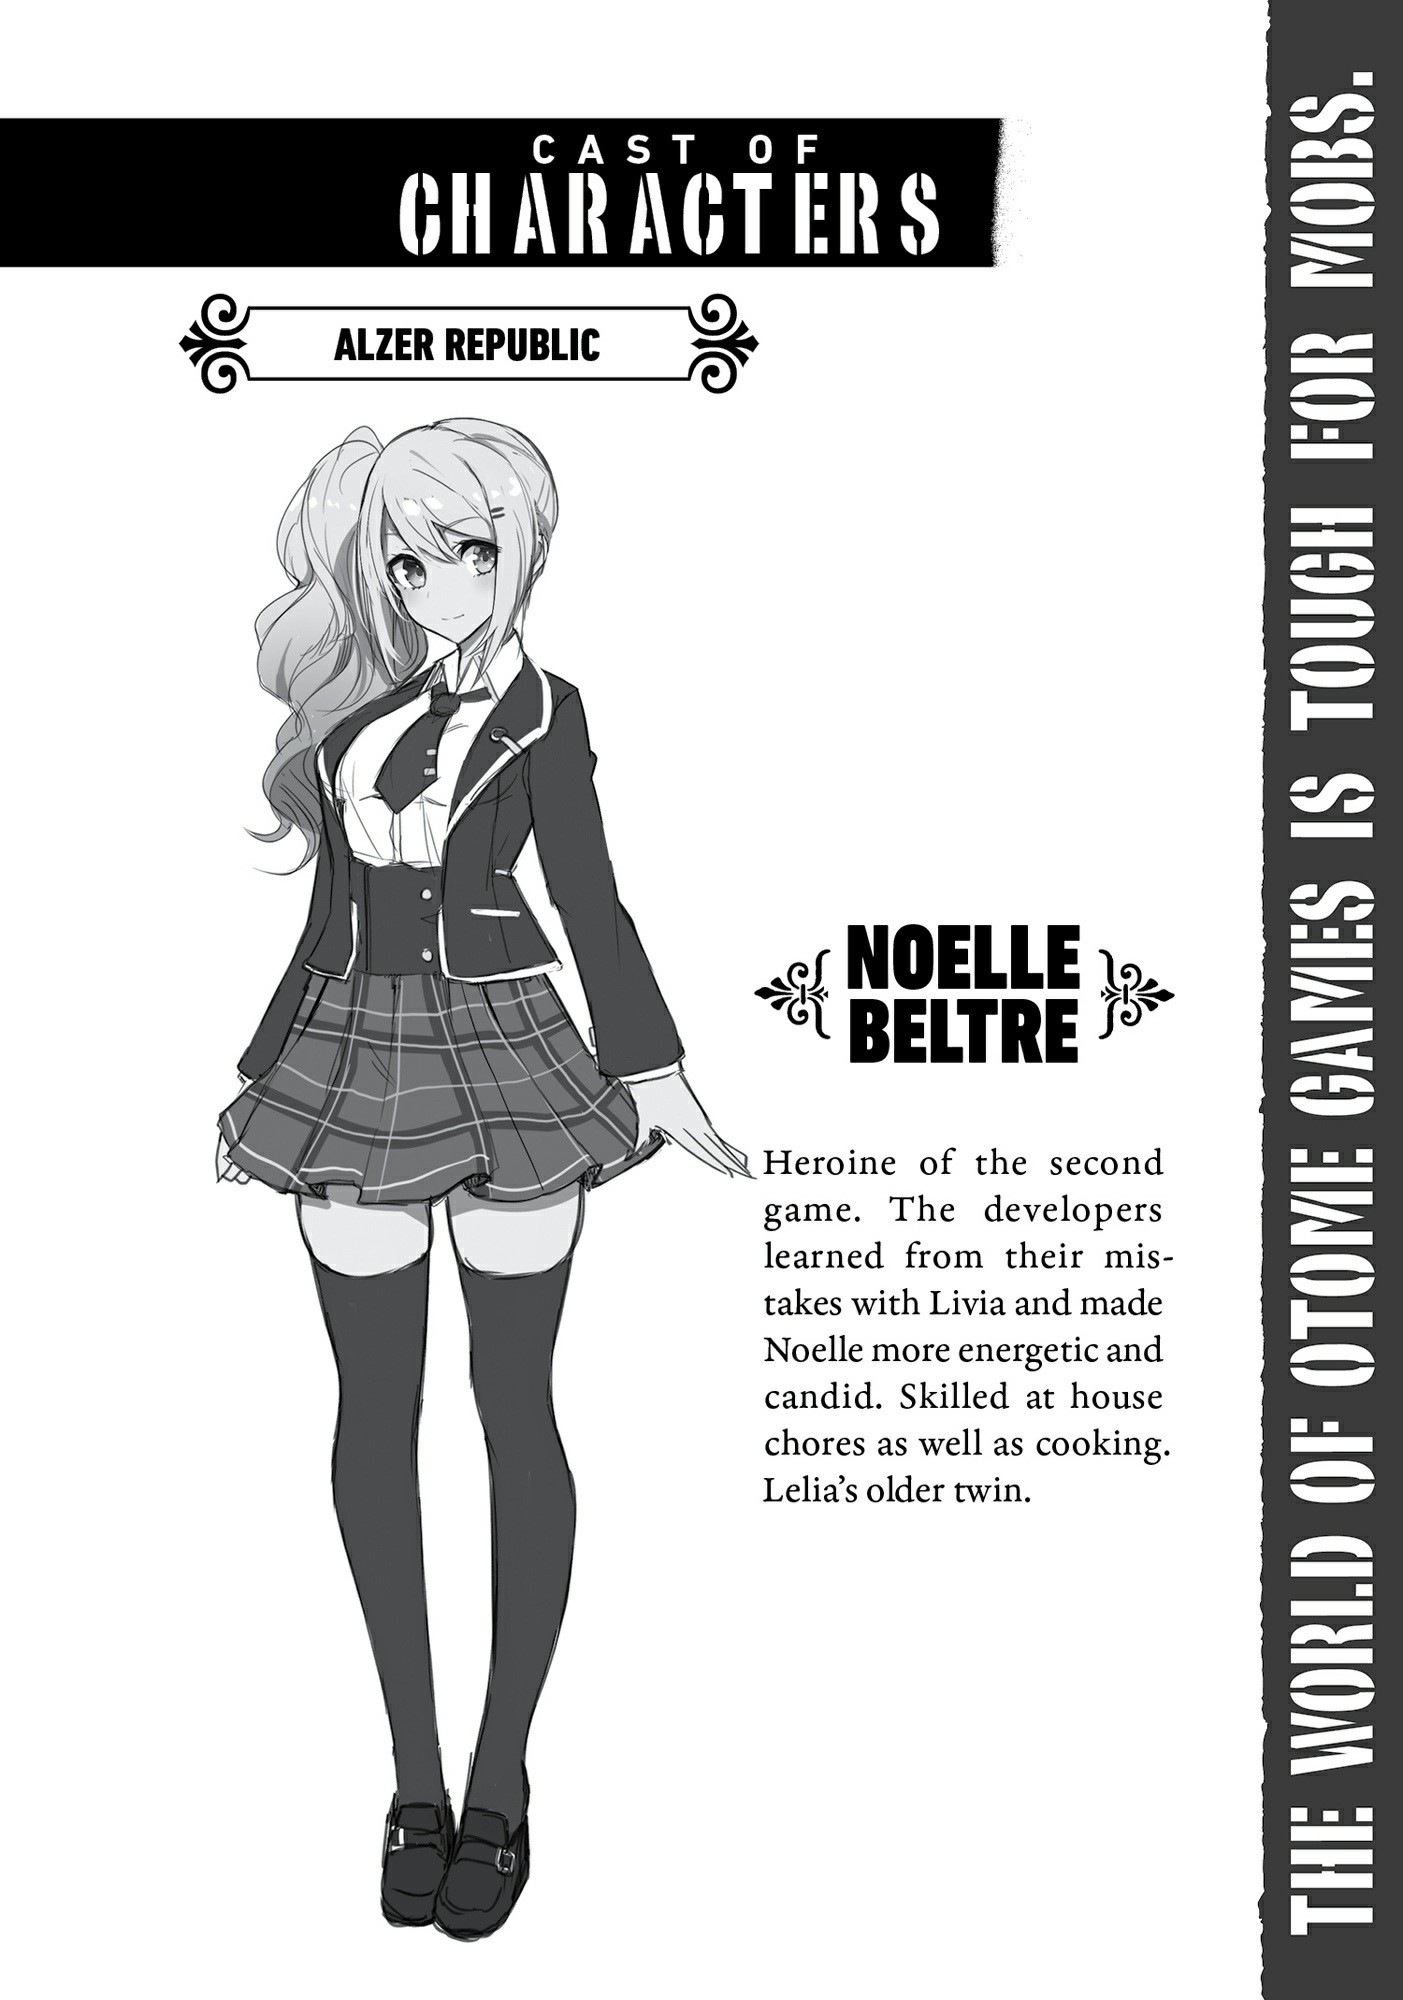 CAST OF
CHARACTERS
ALZER REPUBLIC
NOELLE
BELTRE
Heroine of the second
game. The developers
learned from their mis-
takes with Livia and made
Noelle more energetic and
candid. Skilled at house
chores as well as cooking.
Lelia’s older twin.
THE WORLD OF OTOME GAMES IS TOUGH FOR MOBS.